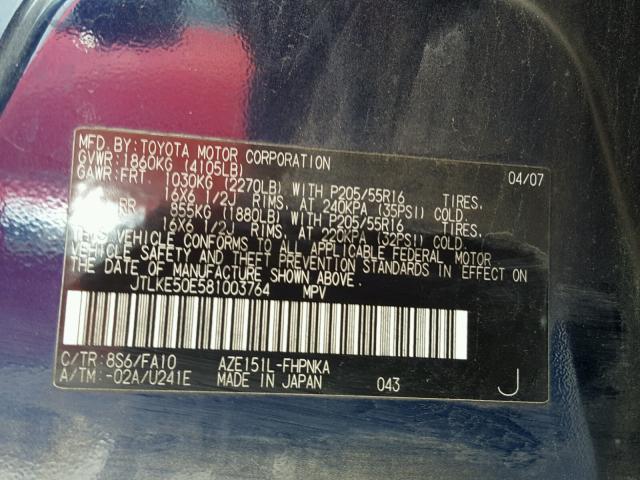 MFD. BY: TOYOTA MOTOR CORPORATION 04/07
GVWR: 1860KG (4105LB)
GAWR: FRT. 1030KG (2270LB) WITH P205/55R16 TIRES,
16X6 1/2J RIMS, AT 240KPA (35PSI) COLD.
RR 855KG (1880LB) WITH P205/55R16 TIRES,
16X6 1/2J RIMS, AT 220KPA (32PSI) COLD.
THIS VEHICLE CONFORMS TO ALL APPLICABLE FEDERAL MOTOR
VEHICLE SAFETY AND THEFT PREVENTION STANDARDS IN EFFECT ON
THE DATE OF MANUFACTURE SHOWN ABOVE.
JTLKE50E581003764 MPV
C/TR: 8S6/FA10 AZE151L-FHPNKA
A/TM: -02A/U241E MADE IN JAPAN 043 J